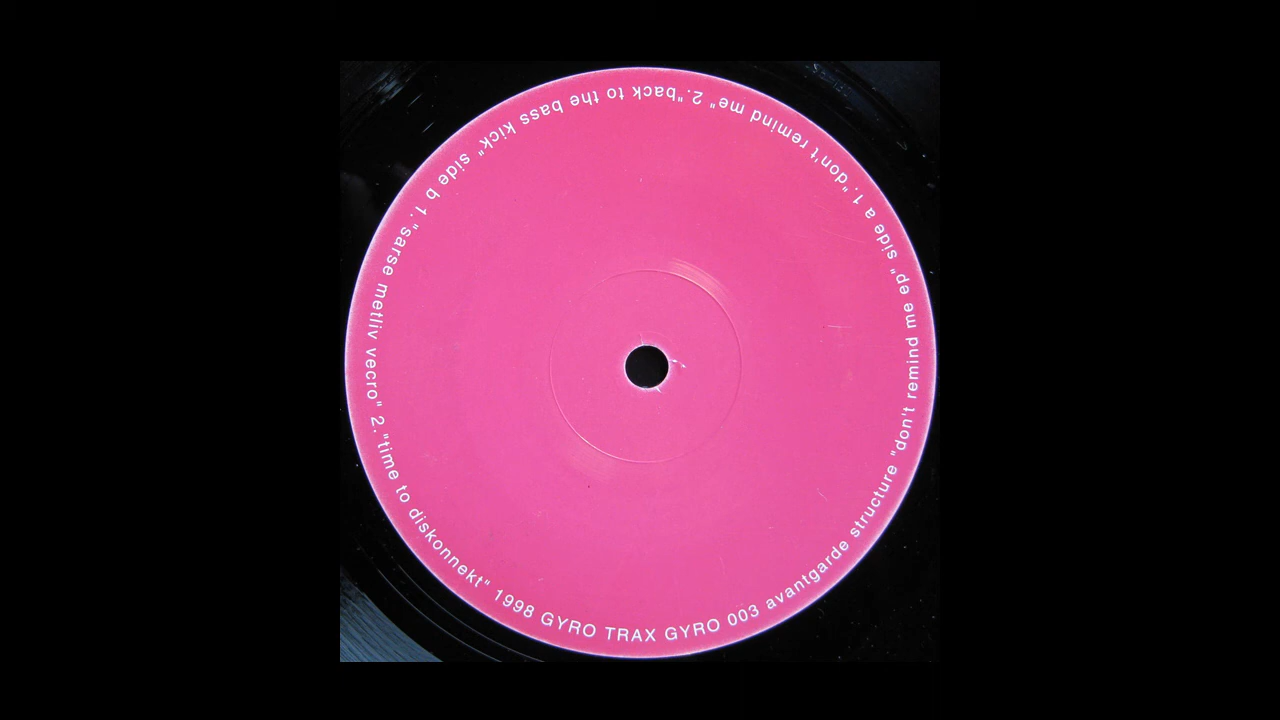 1998 GYRO TRAX GYRO 003 avantgarde structure "don't remind me ep" side a 1."don't remind me" 2."back to the bass kick" side b 1."sarse metliv vecro" 2."time to diskonnekt"